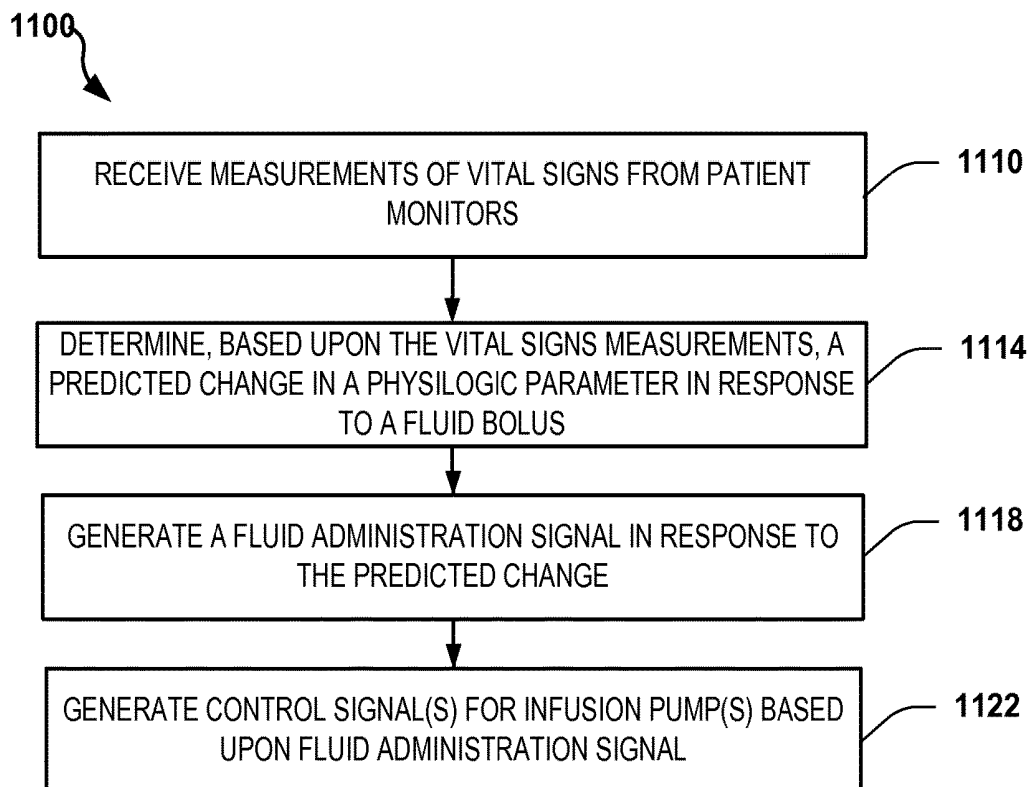 1100
RECEIVE MEASUREMENTS OF VITAL SIGNS FROM PATIENT
MONITORS
1110
DETERMINE, BASED UPON THE VITAL SIGNS MEASUREMENTS, A
PREDICTED CHANGE IN A PHYSILOGIC PARAMETER IN RESPONSE
TO A FLUID BOLUS
1114
GENERATE A FLUID ADMINISTRATION SIGNAL IN RESPONSE TO
THE PREDICTED CHANGE
1118
GENERATE CONTROL SIGNAL(S) FOR INFUSION PUMP(S) BASED
UPON FLUID ADMINISTRATION SIGNAL
1122